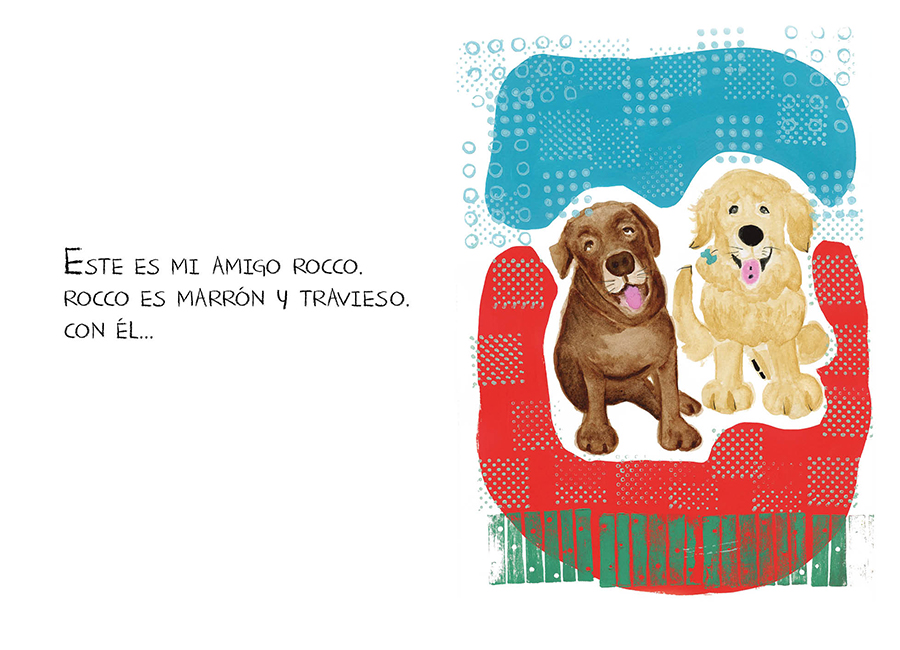 ESTE ES MI AMIGO ROCCO.
ROCCO ES MARRÓN Y TRAVIESO.
CON ÉL...